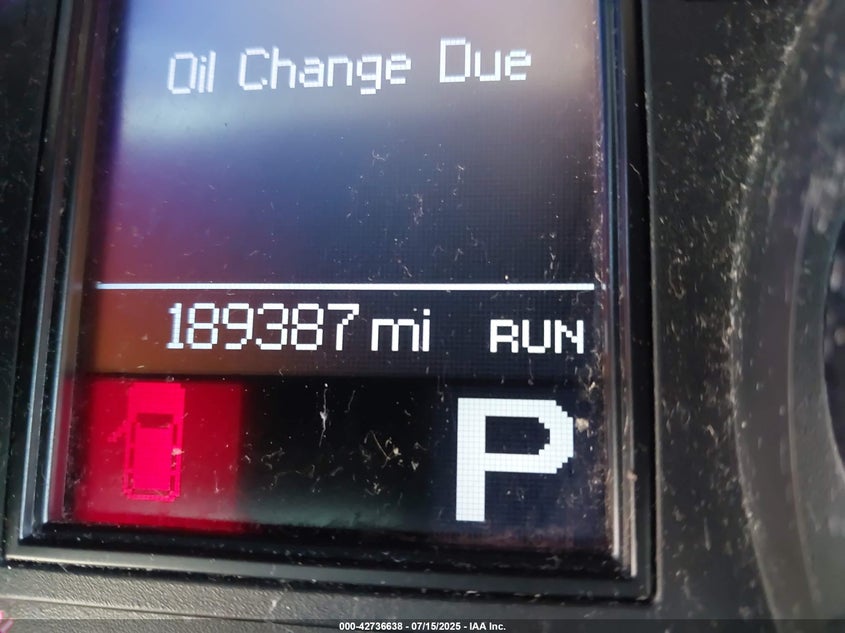 Oil Change Due
189387 mi RUN
P
000-42736638 - 07/15/2025 - IAA Inc.